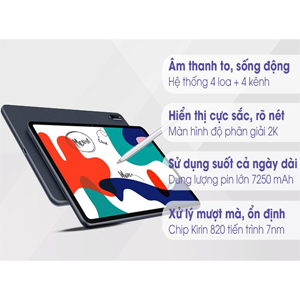 Âm thanh to, sống động
Hệ thống 4 loa + 4 kênh
Hiển thị cực sắc, rõ nét
Màn hình độ phân giải 2K
Sử dụng suốt cả ngày dài
Dung lượng pin lớn 7250 mAh
Xử lý mượt mà, ổn định
Chip Kirin 820 tiến trình 7nm